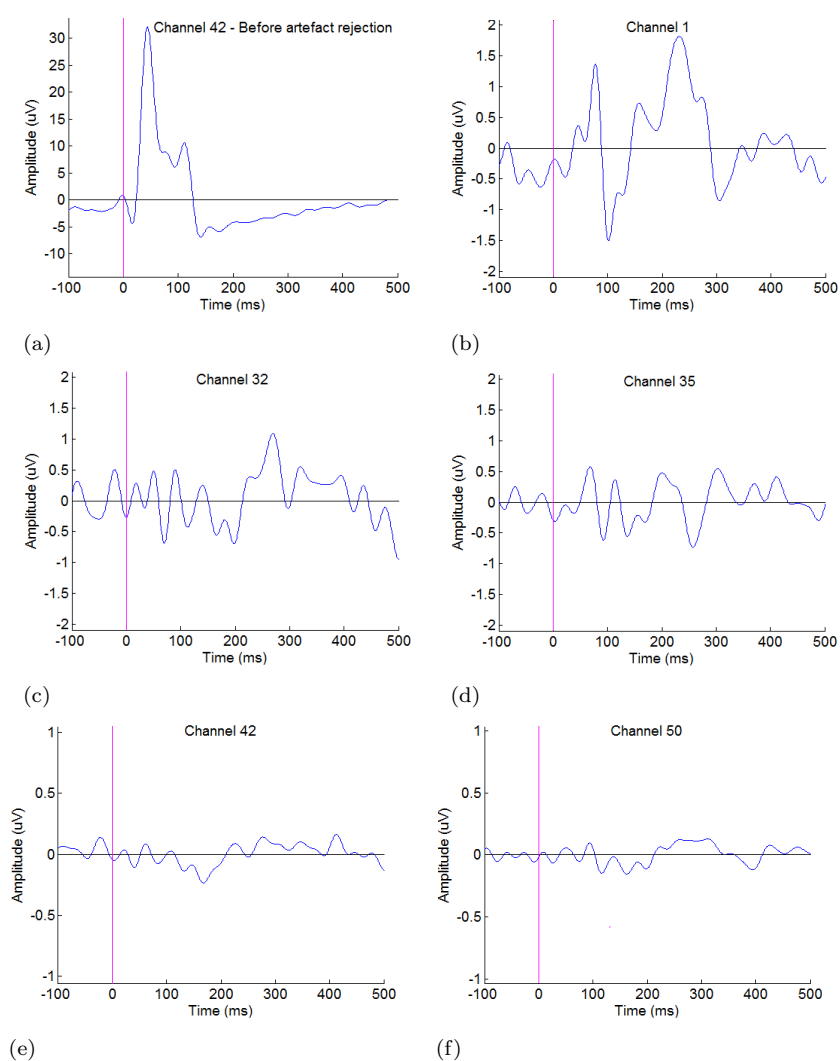 Channel 42 - Before artefact rejection
30
25
20
15
10
5
0
-5
-10
Amplitude (uV)
-100 0 100 200 300 400 500
Time (ms)
(a)
Channel 1
2
1.5
1
0.5
0
-0.5
-1
-1.5
-2
Amplitude (uV)
-100 0 100 200 300 400 500
Time (ms)
(b)
Channel 32
2
1.5
1
0.5
0
-0.5
-1
-1.5
-2
Amplitude (uV)
-100 0 100 200 300 400 500
Time (ms)
(c)
Channel 35
2
1.5
1
0.5
0
-0.5
-1
-1.5
-2
Amplitude (uV)
-100 0 100 200 300 400 500
Time (ms)
(d)
Channel 42
1
0.5
0
-0.5
-1
Amplitude (uV)
-100 0 100 200 300 400 500
Time (ms)
(e)
Channel 50
1
0.5
0
-0.5
-1
Amplitude (uV)
-100 0 100 200 300 400 500
Time (ms)
(f)